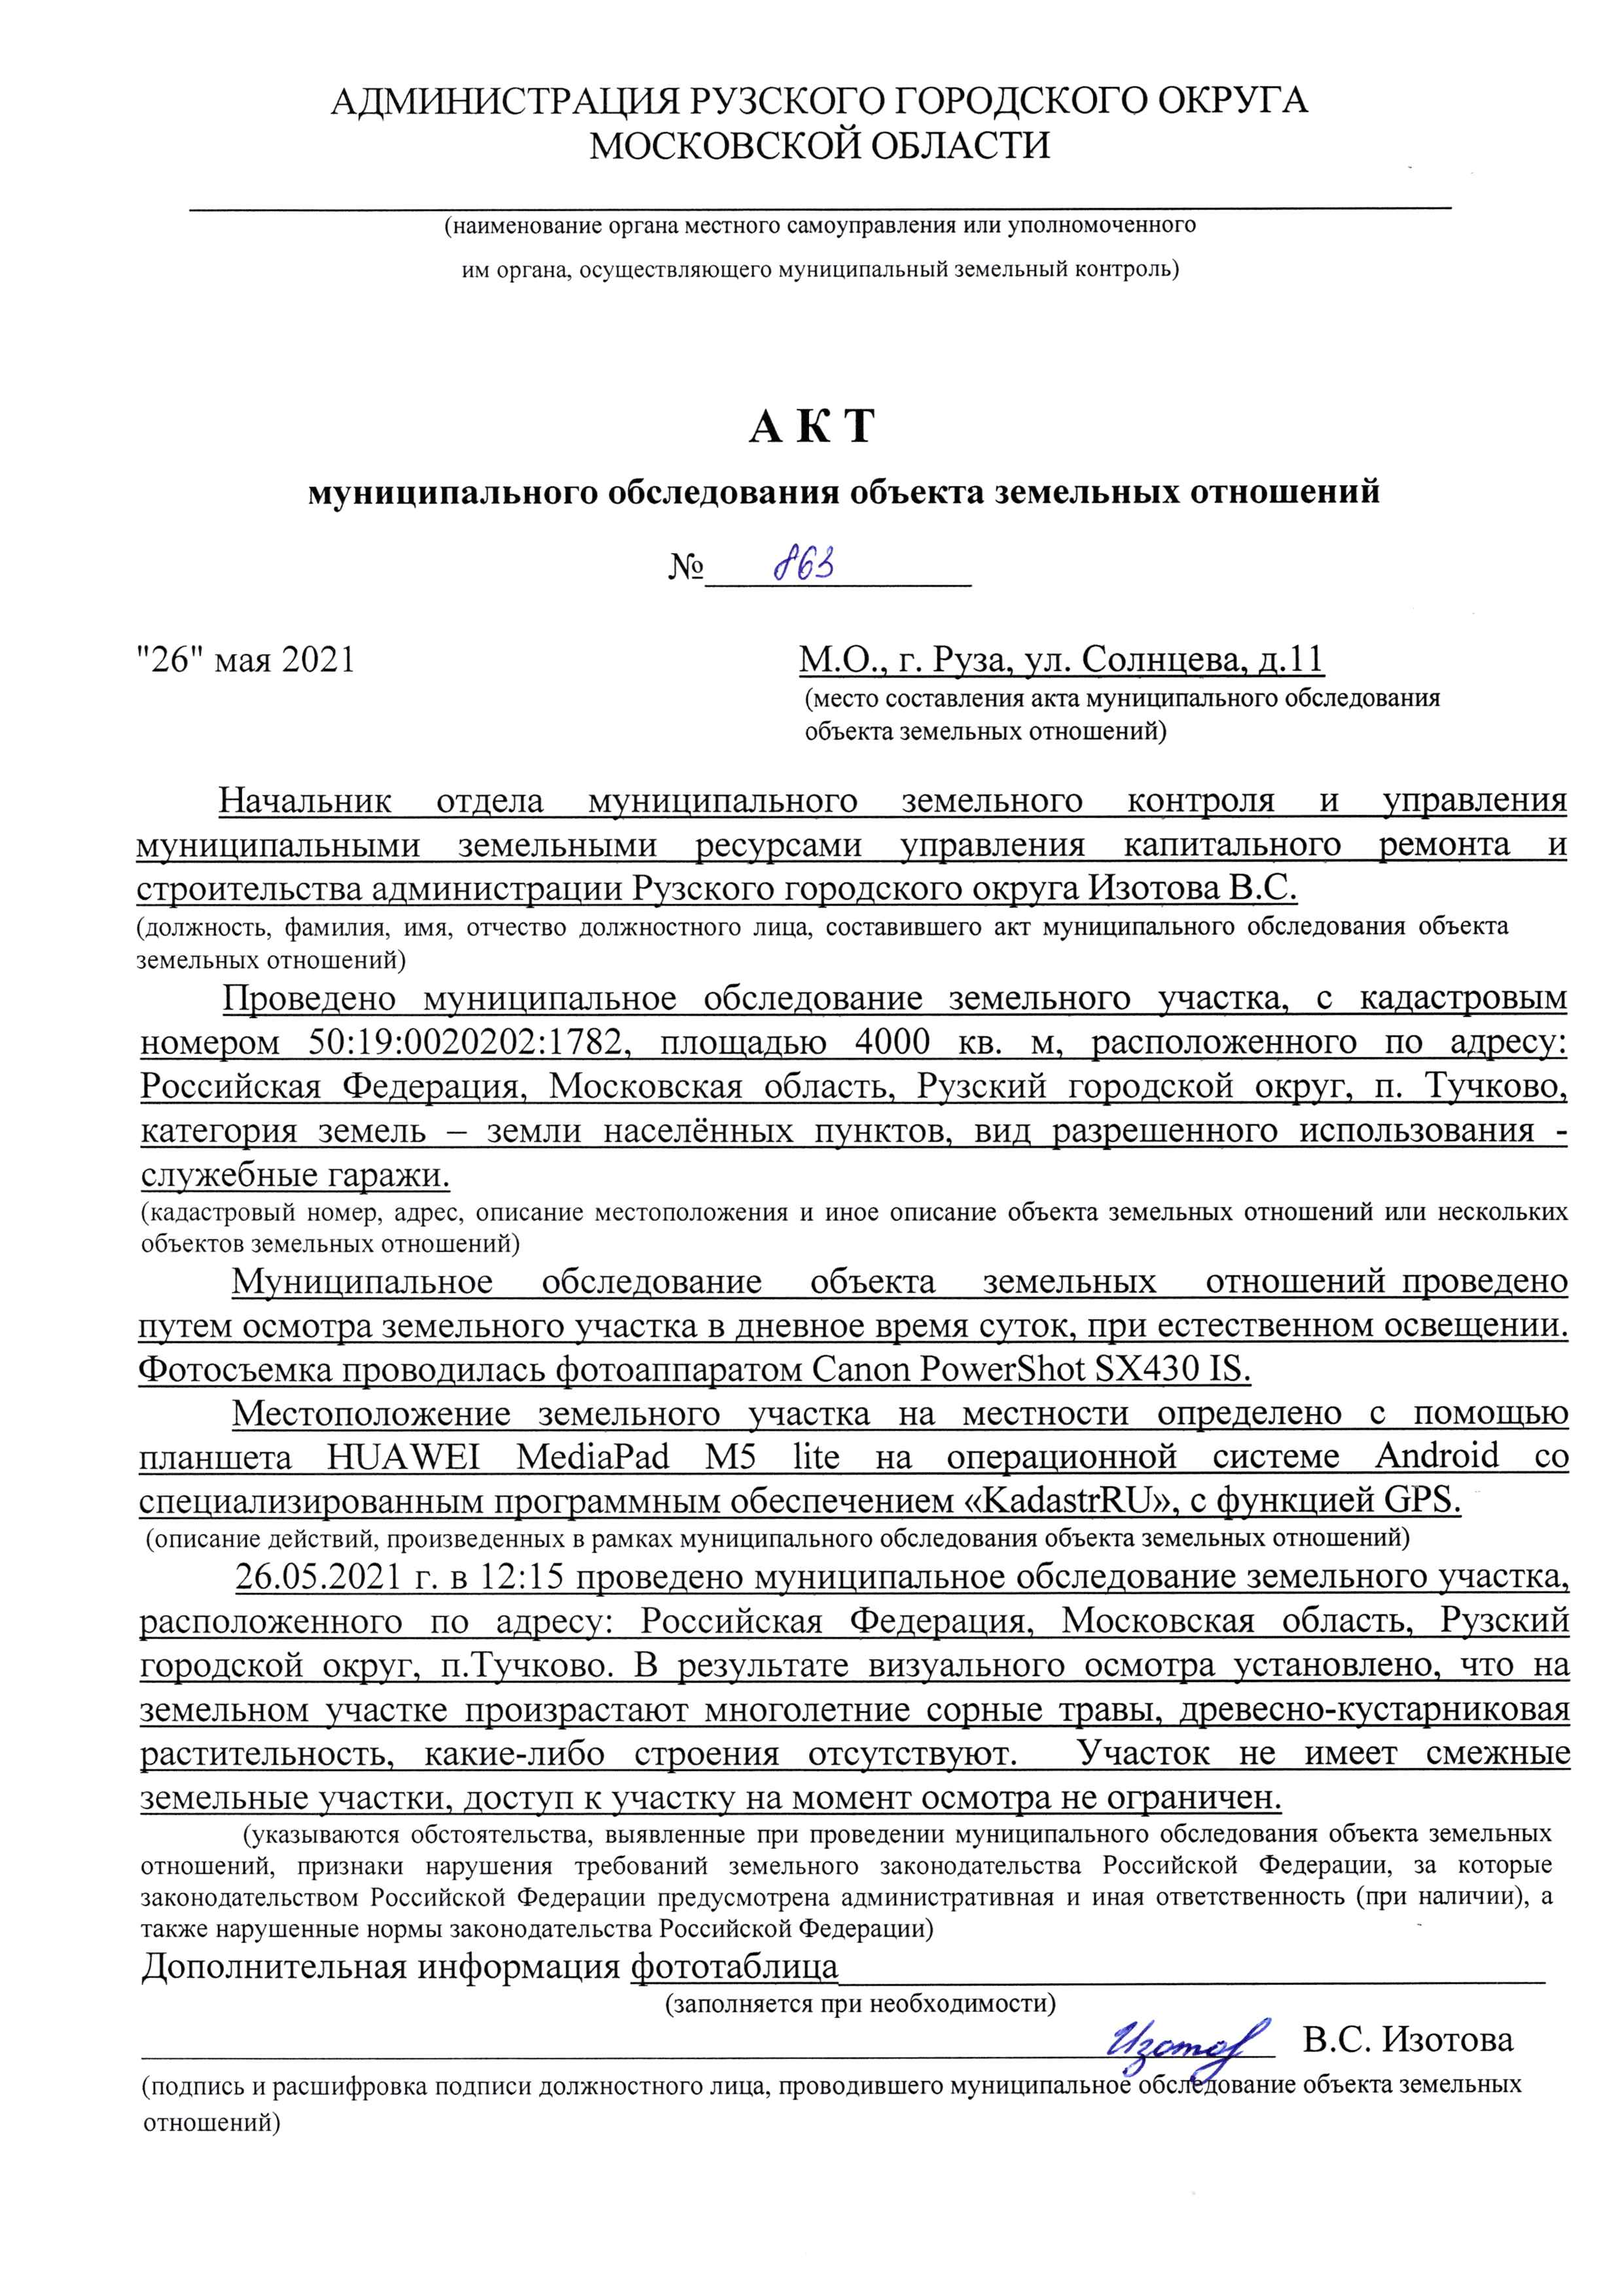 АДМИНИСТРАЦИЯ РУЗСКОГО ГОРОДСКОГО ОКРУГА
МОСКОВСКОЙ ОБЛАСТИ
(наименование органа местного самоуправления или уполномоченного
им органа, осуществляющего муниципальный земельный контроль)
А К Т
муниципального обследования объекта земельных отношений
№ 863
"26" мая 2021 М.О., г. Руза, ул. Солнцева, д.11
(место составления акта муниципального обследования
объекта земельных отношений)
Начальник отдела муниципального земельного контроля и управления
муниципальными земельными ресурсами управления капитального ремонта и
строительства администрации Рузского городского округа Изотова В.С.
(должность, фамилия, имя, отчество должностного лица, составившего акт муниципального обследования объекта
земельных отношений)
Проведено муниципальное обследование земельного участка, с кадастровым
номером 50:19:0020202:1782, площадью 4000 кв. м, расположенного по адресу:
Российская Федерация, Московская область, Рузский городской округ, п. Тучково,
категория земель – земли населённых пунктов, вид разрешенного использования -
служебные гаражи.
(кадастровый номер, адрес, описание местоположения и иное описание объекта земельных отношений или нескольких
объектов земельных отношений)
Муниципальное обследование объекта земельных отношений проведено
путем осмотра земельного участка в дневное время суток, при естественном освещении.
Фотосъемка проводилась фотоаппаратом Canon PowerShot SX430 IS.
Местоположение земельного участка на местности определено с помощью
планшета HUAWEI MediaPad M5 lite на операционной системе Android со
специализированным программным обеспечением «KadastrRU», с функцией GPS.
(описание действий, произведенных в рамках муниципального обследования объекта земельных отношений)
26.05.2021 г. в 12:15 проведено муниципальное обследование земельного участка,
расположенного по адресу: Российская Федерация, Московская область, Рузский
городской округ, п.Тучково. В результате визуального осмотра установлено, что на
земельном участке произрастают многолетние сорные травы, древесно-кустарниковая
растительность, какие-либо строения отсутствуют. Участок не имеет смежные
земельные участки, доступ к участку на момент осмотра не ограничен.
(указываются обстоятельства, выявленные при проведении муниципального обследования объекта земельных
отношений, признаки нарушения требований земельного законодательства Российской Федерации, за которые
законодательством Российской Федерации предусмотрена административная и иная ответственность (при наличии), а
также нарушенные нормы законодательства Российской Федерации)
Дополнительная информация фототаблица
(заполняется при необходимости)
Изотов В.С. Изотова
(подпись и расшифровка подписи должностного лица, проводившего муниципальное обследование объекта земельных
отношений)